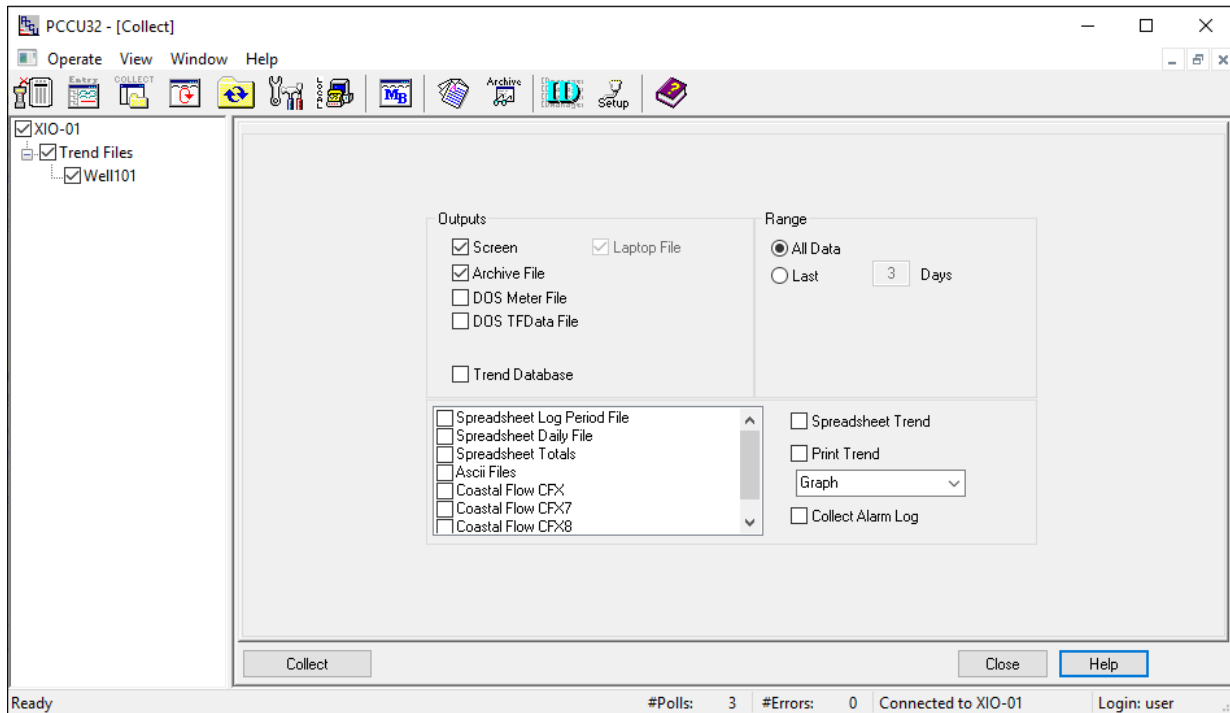 PCCU32 - [Collect]
Operate View Window Help
Entry COLLECT LOAD MB Archive Setup
XIO-01
Trend Files
Well101
Outputs
Screen Laptop File
Archive File
DOS Meter File
DOS TFData File
Trend Database
Range
All Data
Last 3 Days
Spreadsheet Log Period File
Spreadsheet Daily File
Spreadsheet Totals
Ascii Files
Coastal Flow CFX
Coastal Flow CFX7
Coastal Flow CFX8
Spreadsheet Trend
Print Trend
Graph
Collect Alarm Log
Collect Close Help
Ready #Polls: 3 #Errors: 0 Connected to XIO-01 Login: user